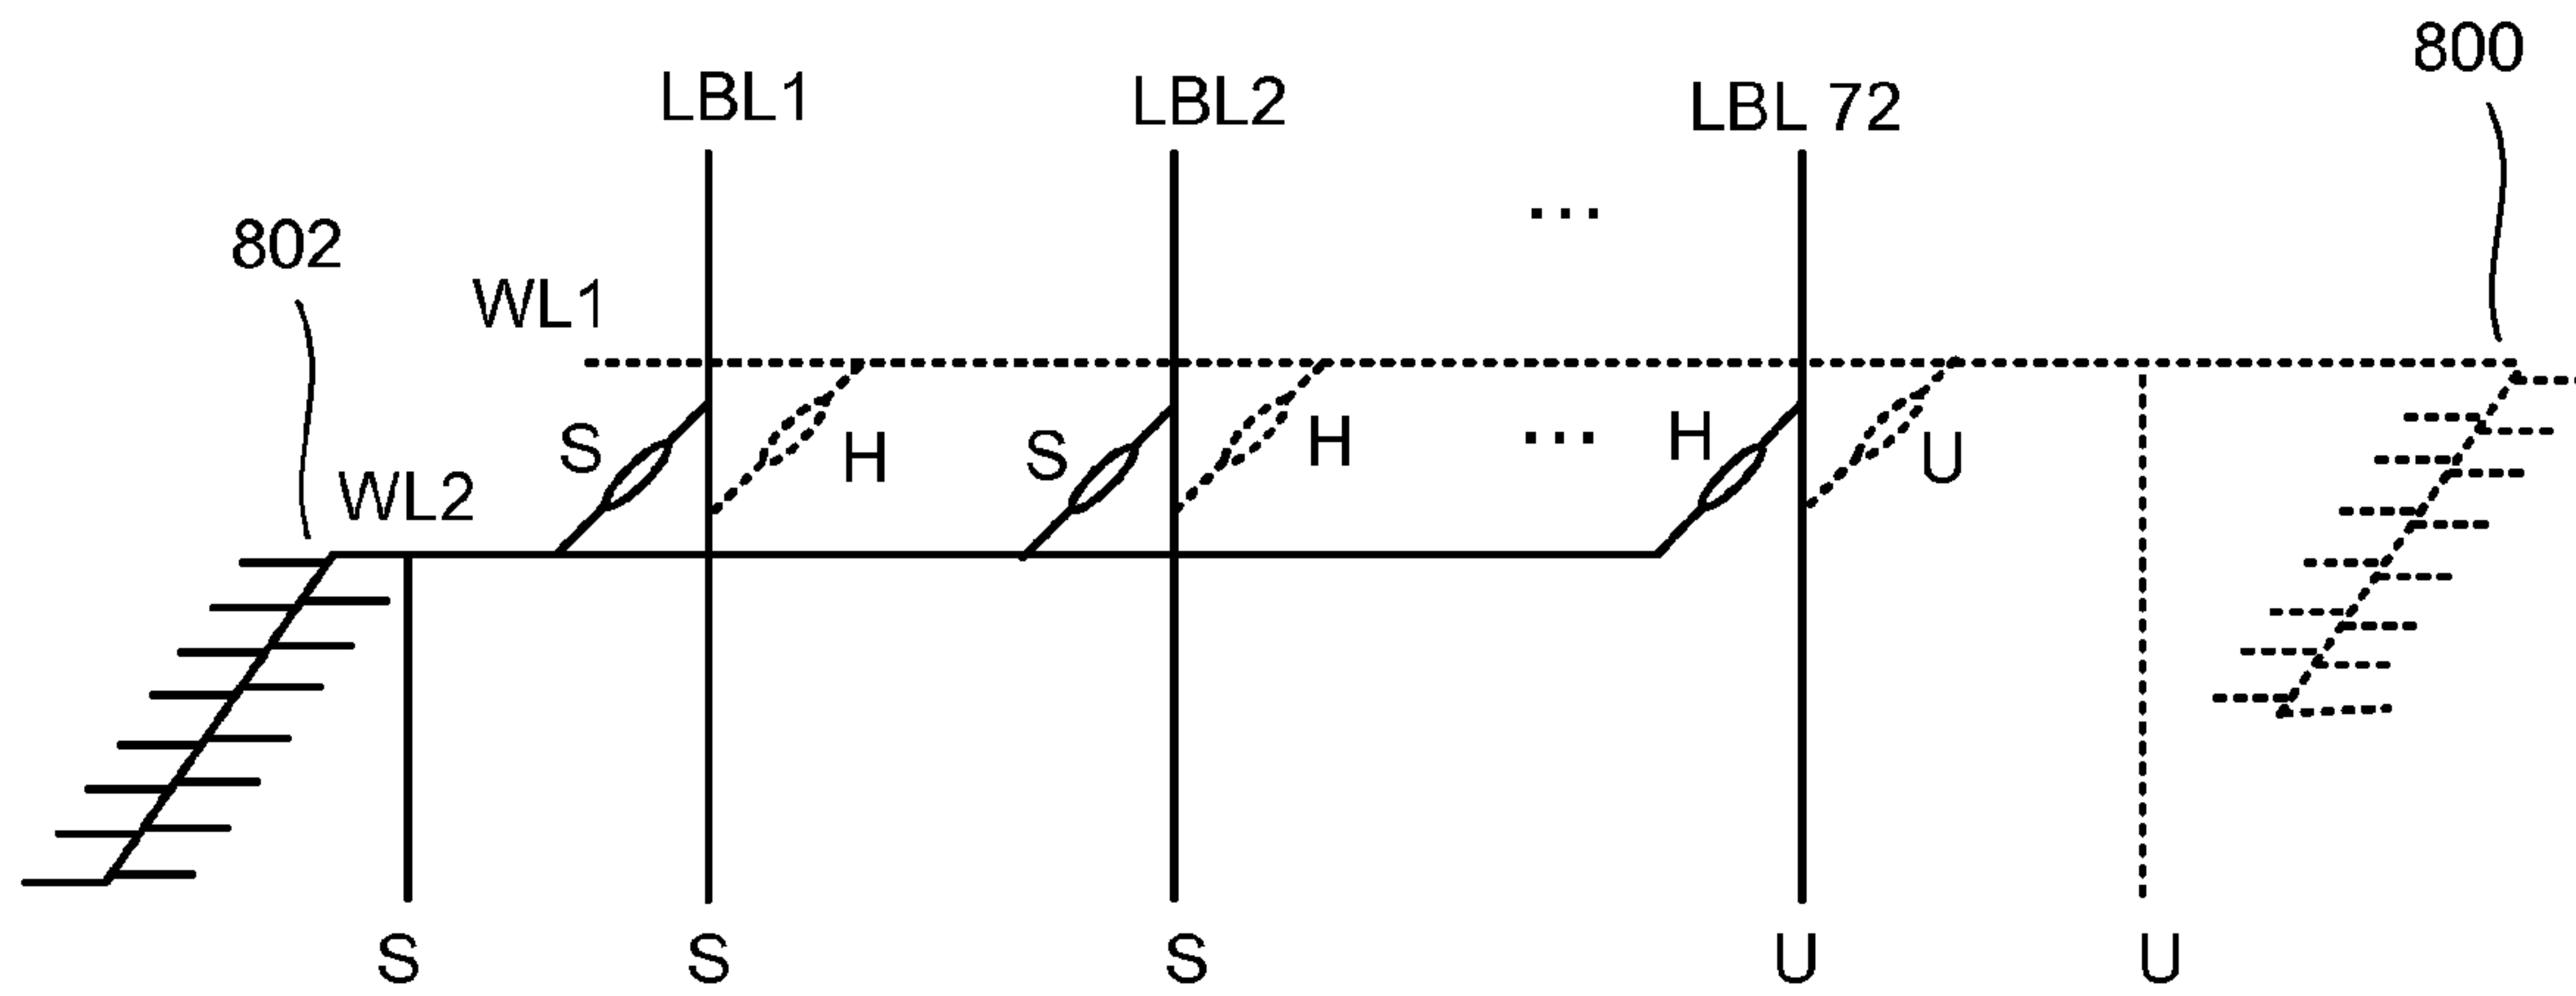 800
LBL1 LBL2 LBL 72
...
802
WL1
S H S H ... H U
WL2
S S S U U